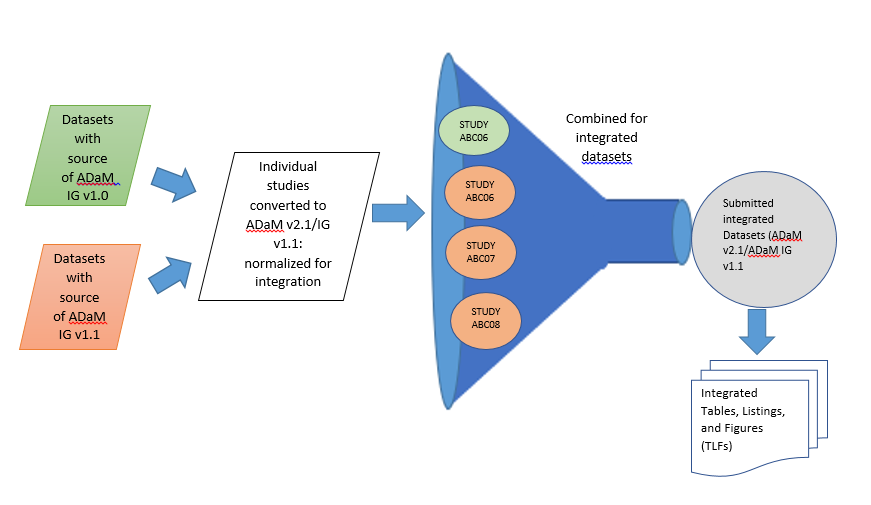 Datasets
with
source
of ADaM
IG v1.0
Datasets
with
source
of ADaM
IG v1.1
Individual
studies
converted to
ADaM v2.1/IG
v1.1:
normalized for
integration
STUDY
ABC06
STUDY
ABC06
STUDY
ABC07
STUDY
ABC08
Combined for
integrated
datasets
Submitted
integrated
Datasets (ADaM
v2.1/ADaM IG
v1.1
Integrated
Tables, Listings,
and Figures
(TLFs)